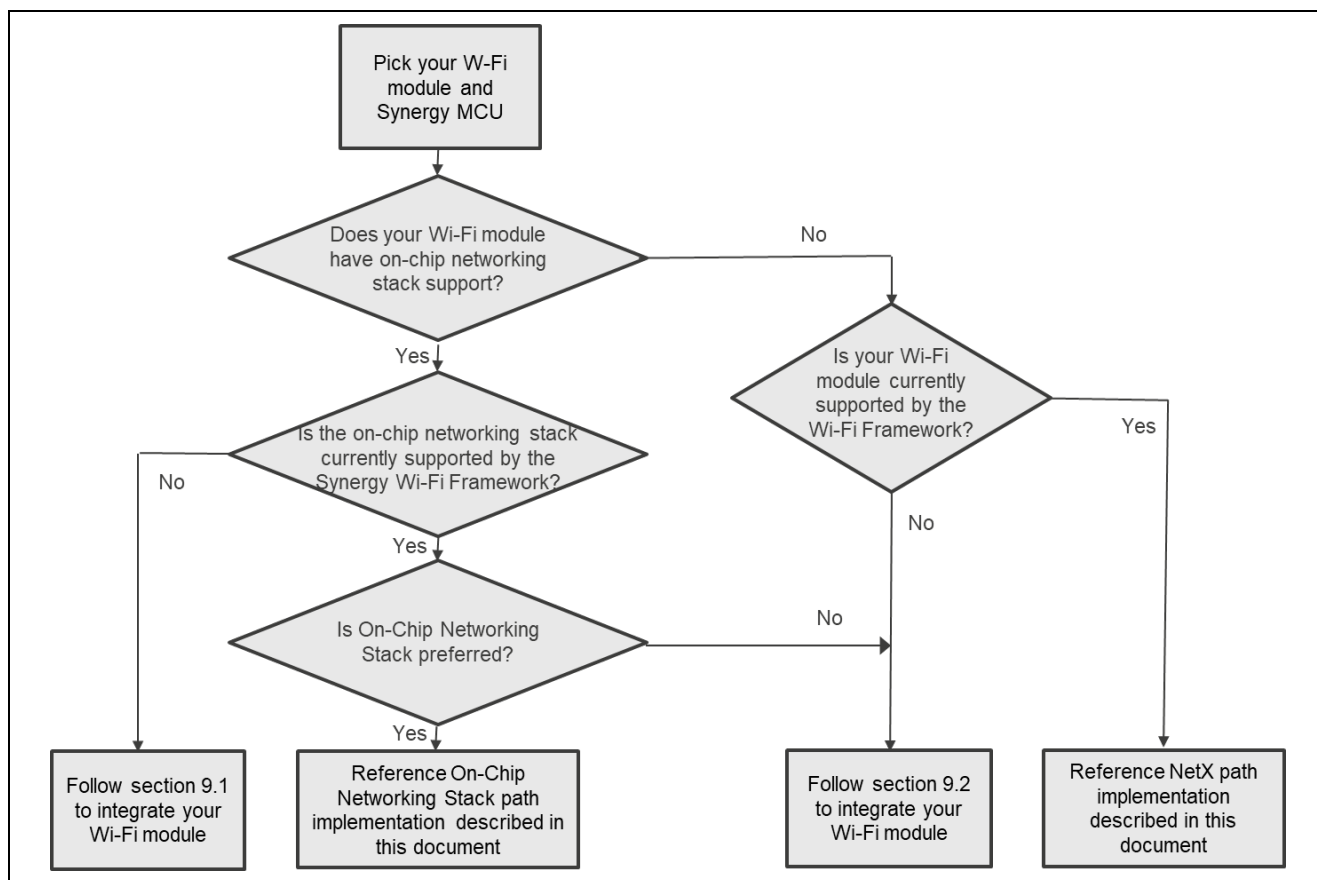 Pick your W-Fi
module and
Synergy MCU
Does your Wi-Fi module
have on-chip networking
stack support?
No
Yes
Is your Wi-Fi
module currently
supported by the
Wi-Fi Framework?
Yes
Is the on-chip networking stack
currently supported by the
Synergy Wi-Fi Framework?
No
No
Yes
Is On-Chip Networking
Stack preferred?
No
Yes
Follow section 9.1
to integrate your
Wi-Fi module
Reference On-Chip
Networking Stack path
implementation described in
this document
Follow section 9.2
to integrate your
Wi-Fi module
Reference NetX path
implementation
described in this
document